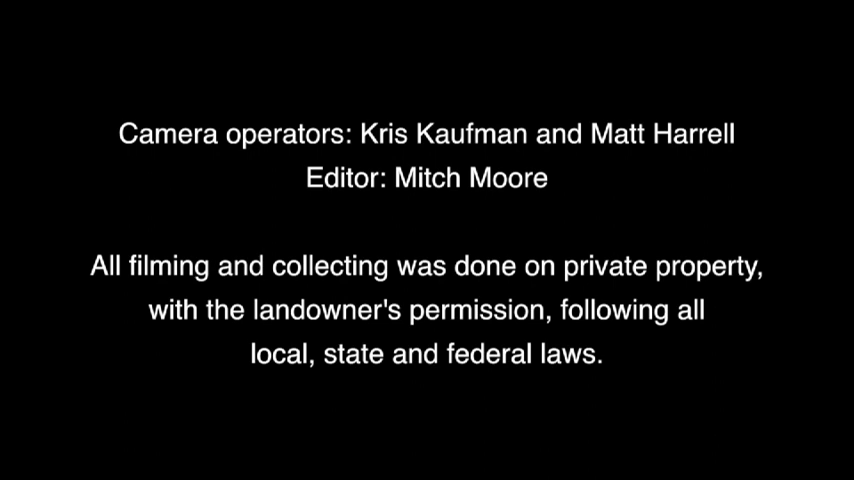 Camera operators: Kris Kaufman and Matt Harrell
Editor: Mitch Moore
All filming and collecting was done on private property,
with the landowner's permission, following all
local, state and federal laws.